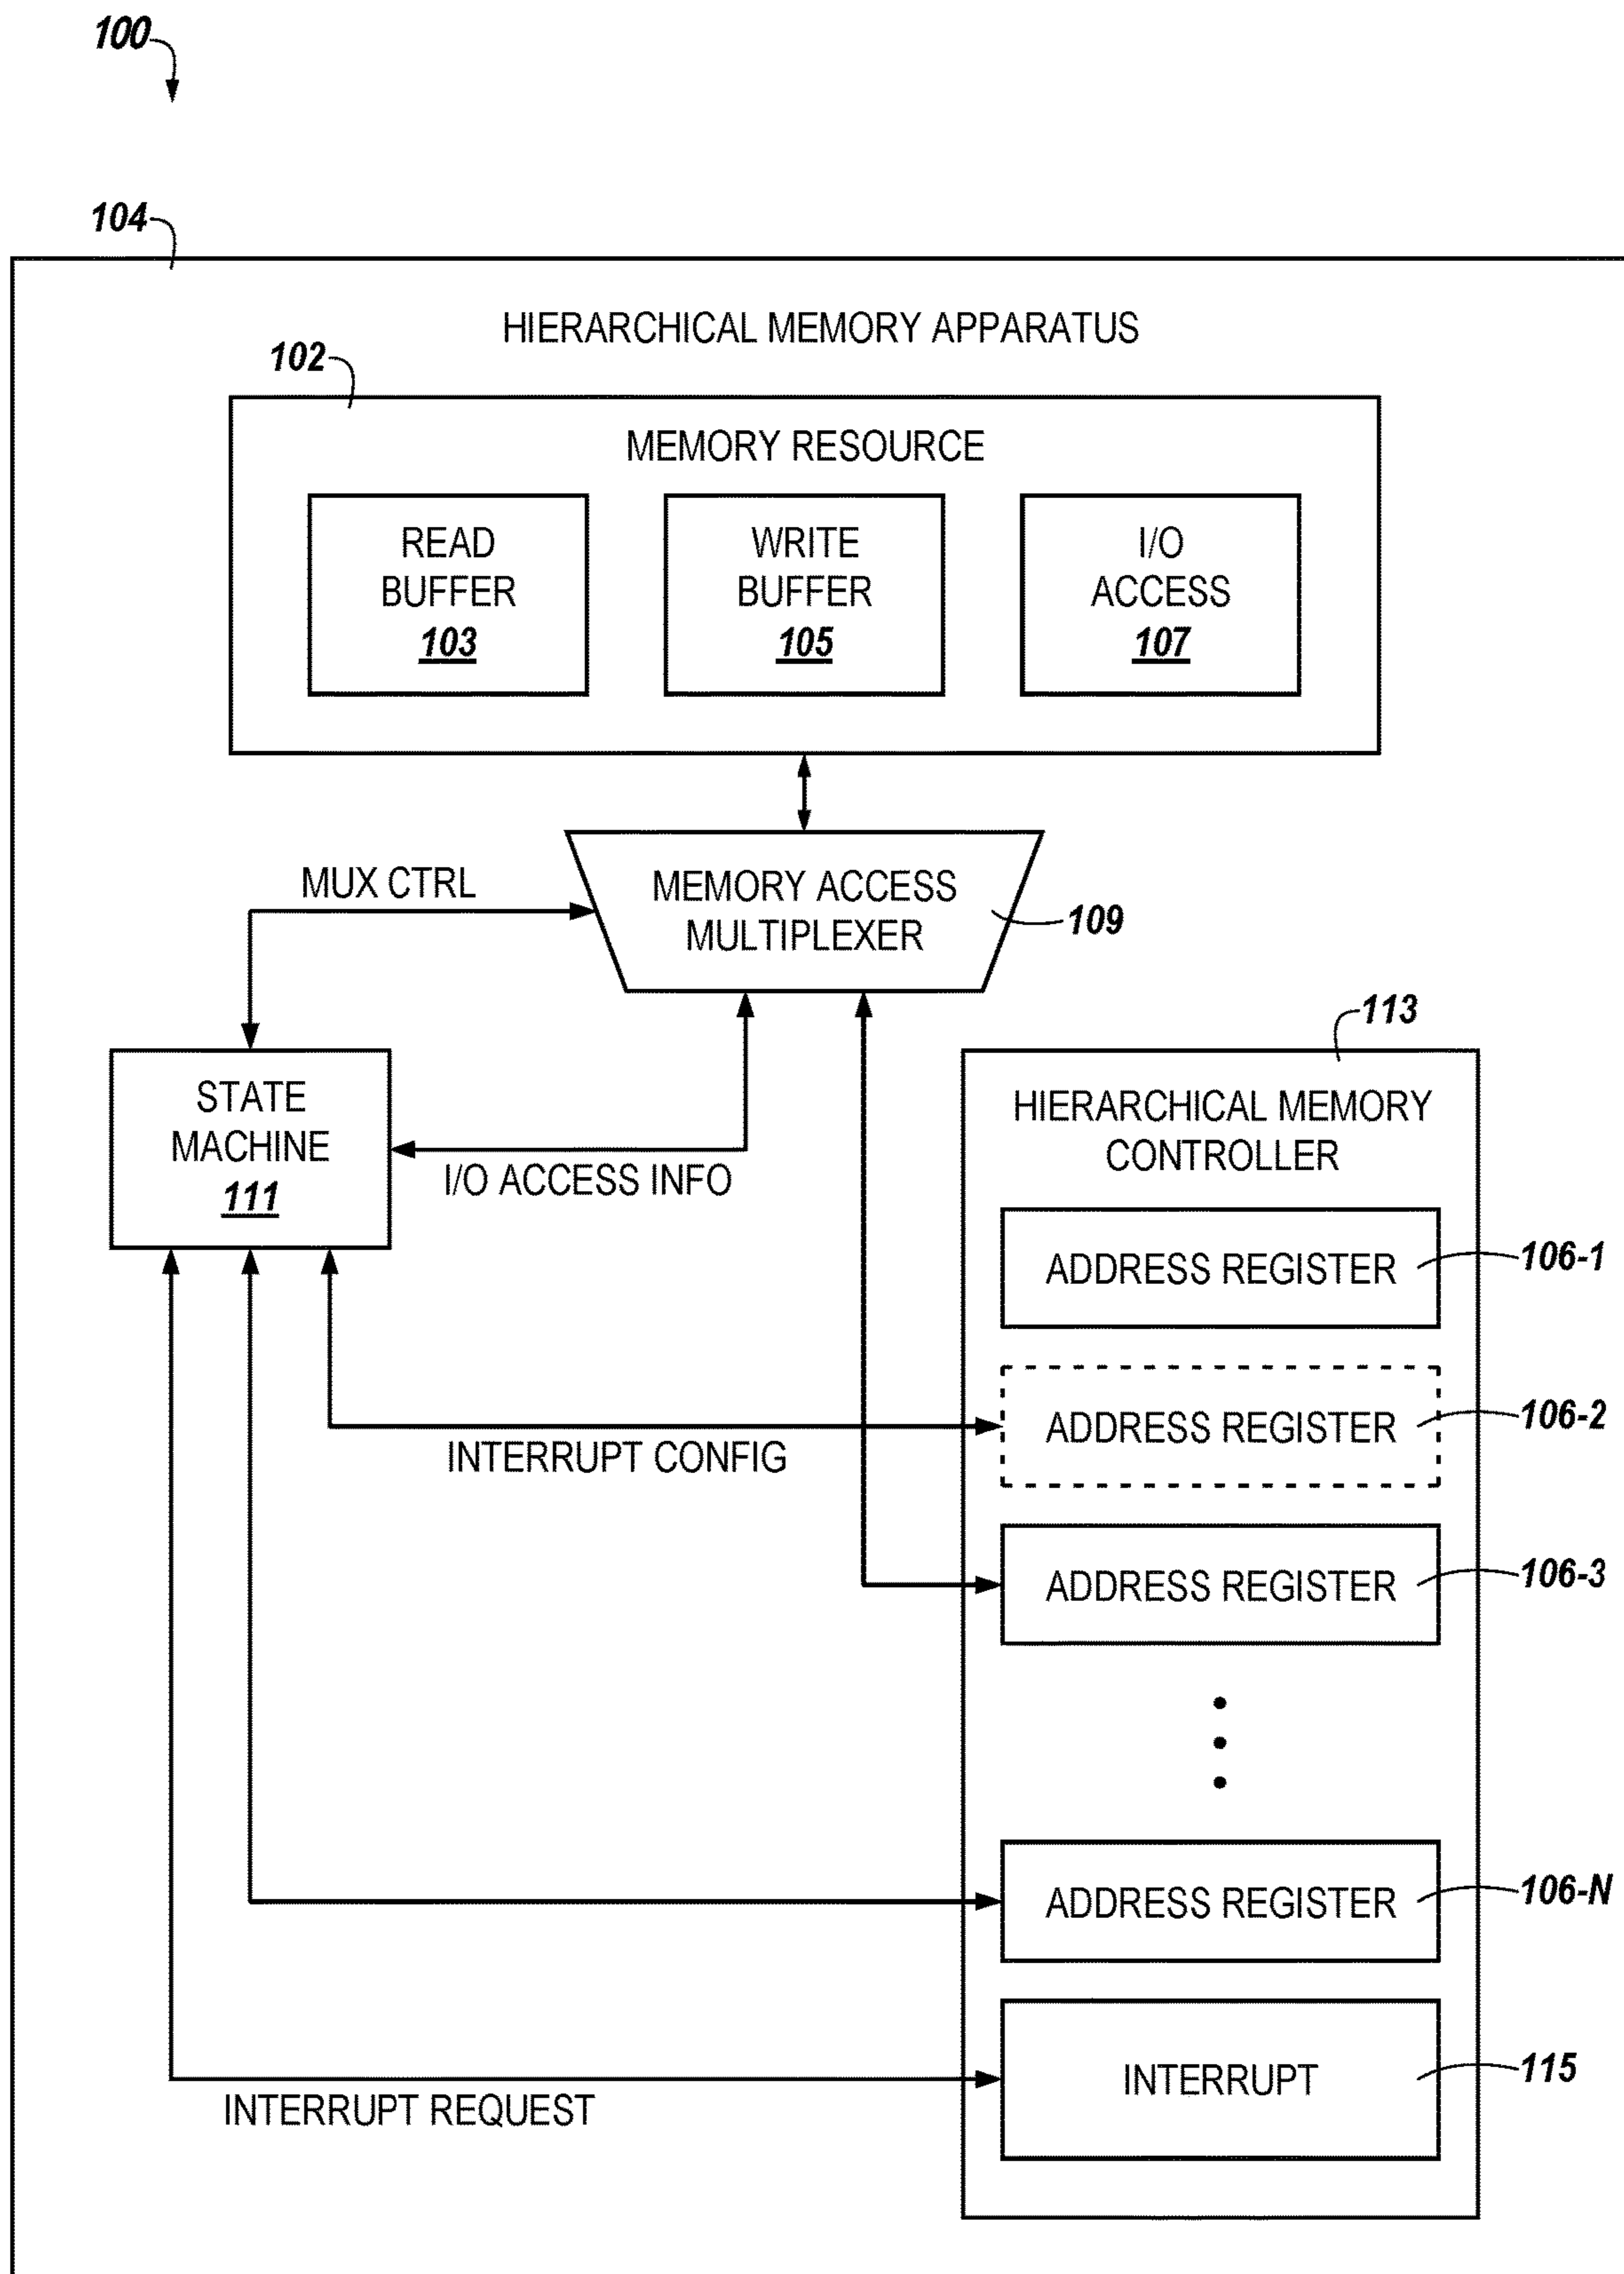 100
104
HIERARCHICAL MEMORY APPARATUS
102
MEMORY RESOURCE
READ
BUFFER
103
WRITE
BUFFER
105
I/O
ACCESS
107
MUX CTRL
MEMORY ACCESS
MULTIPLEXER
109
STATE
MACHINE
111
I/O ACCESS INFO
113
HIERARCHICAL MEMORY
CONTROLLER
ADDRESS REGISTER
106-1
ADDRESS REGISTER
106-2
INTERRUPT CONFIG
ADDRESS REGISTER
106-3
ADDRESS REGISTER
106-N
INTERRUPT
115
INTERRUPT REQUEST